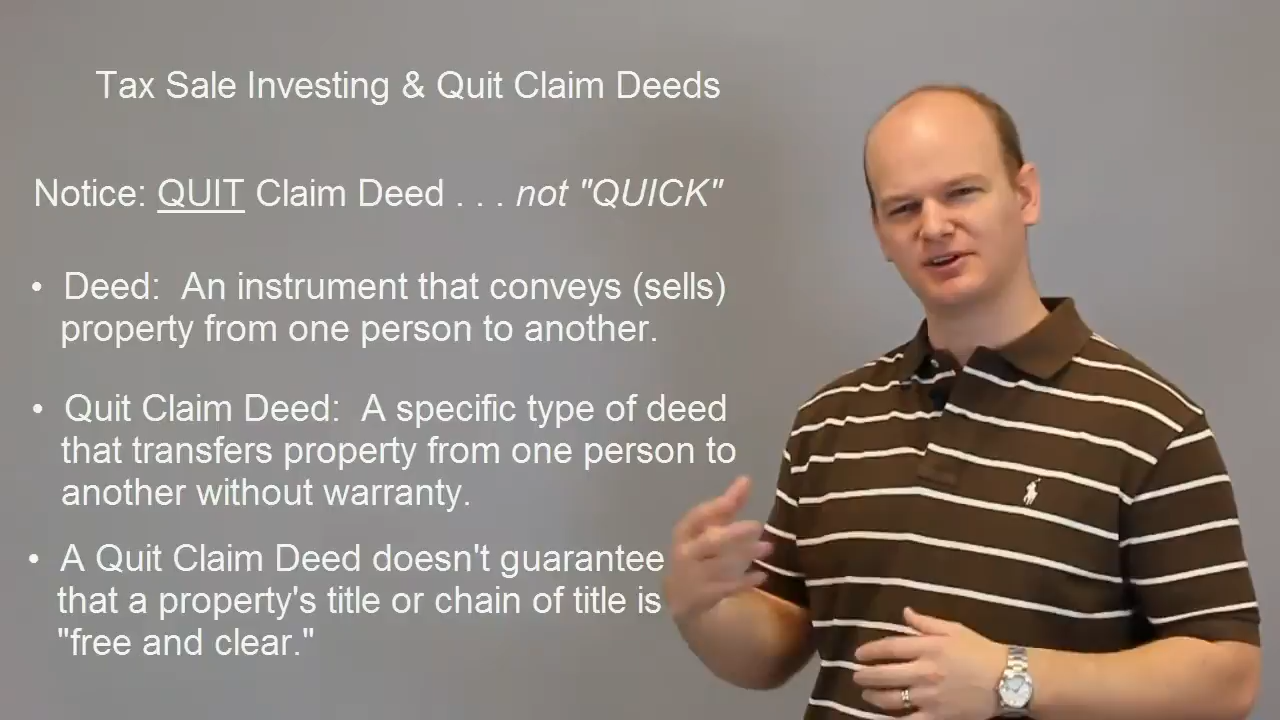 Tax Sale Investing & Quit Claim Deeds
Notice: QUIT Claim Deed . . . not "QUICK"
• Deed: An instrument that conveys (sells)
property from one person to another.
• Quit Claim Deed: A specific type of deed
that transfers property from one person to
another without warranty.
• A Quit Claim Deed doesn't guarantee
that a property's title or chain of title is
"free and clear."